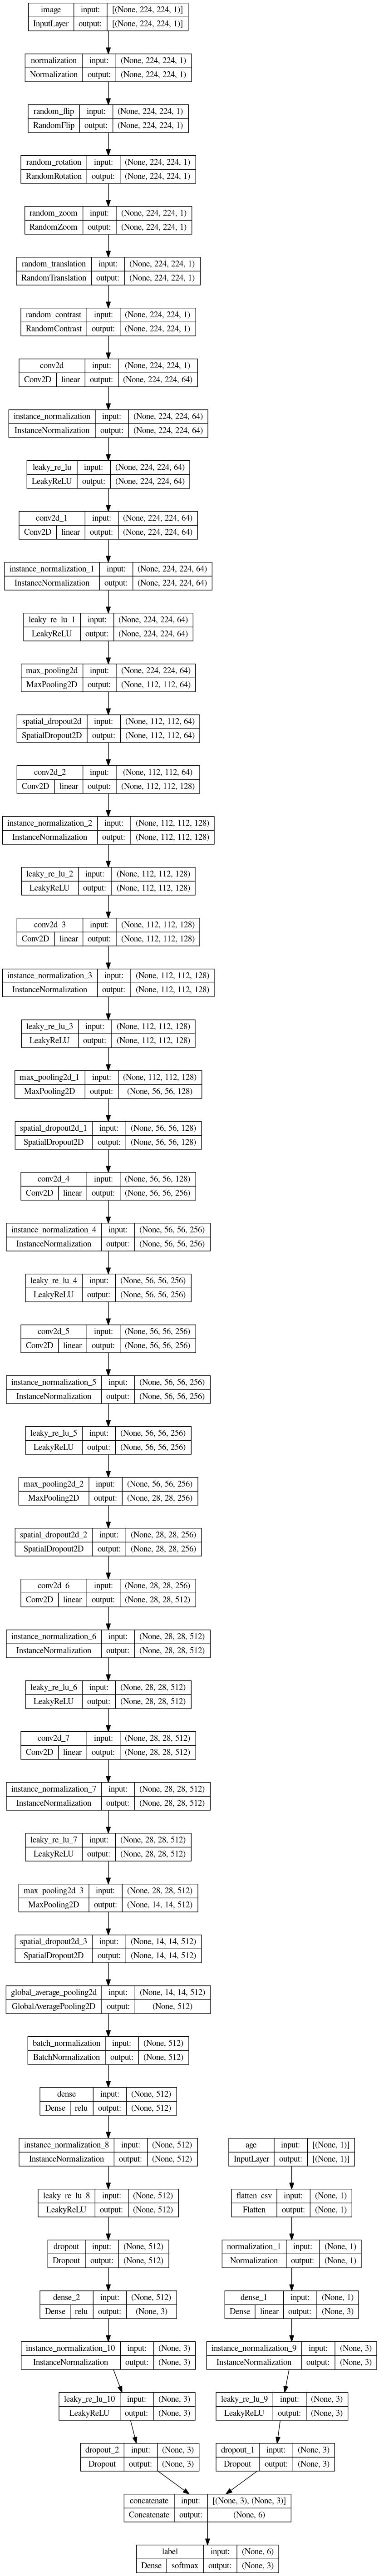 image input: [(None, 224, 224, 1)]
InputLayer output: [(None, 224, 224, 1)]
normalization input: (None, 224, 224, 1)
Normalization output: (None, 224, 224, 1)
random_flip input: (None, 224, 224, 1)
RandomFlip output: (None, 224, 224, 1)
random_rotation input: (None, 224, 224, 1)
RandomRotation output: (None, 224, 224, 1)
random_zoom input: (None, 224, 224, 1)
RandomZoom output: (None, 224, 224, 1)
random_translation input: (None, 224, 224, 1)
RandomTranslation output: (None, 224, 224, 1)
random_contrast input: (None, 224, 224, 1)
RandomContrast output: (None, 224, 224, 1)
conv2d input: (None, 224, 224, 1)
Conv2D linear output: (None, 224, 224, 64)
instance_normalization input: (None, 224, 224, 64)
InstanceNormalization output: (None, 224, 224, 64)
leaky_re_lu input: (None, 224, 224, 64)
LeakyReLU output: (None, 224, 224, 64)
conv2d_1 input: (None, 224, 224, 64)
Conv2D linear output: (None, 224, 224, 64)
instance_normalization_1 input: (None, 224, 224, 64)
InstanceNormalization output: (None, 224, 224, 64)
leaky_re_lu_1 input: (None, 224, 224, 64)
LeakyReLU output: (None, 224, 224, 64)
max_pooling2d input: (None, 224, 224, 64)
MaxPooling2D output: (None, 112, 112, 64)
spatial_dropout2d input: (None, 112, 112, 64)
SpatialDropout2D output: (None, 112, 112, 64)
conv2d_2 input: (None, 112, 112, 64)
Conv2D linear output: (None, 112, 112, 128)
instance_normalization_2 input: (None, 112, 112, 128)
InstanceNormalization output: (None, 112, 112, 128)
leaky_re_lu_2 input: (None, 112, 112, 128)
LeakyReLU output: (None, 112, 112, 128)
conv2d_3 input: (None, 112, 112, 128)
Conv2D linear output: (None, 112, 112, 128)
instance_normalization_3 input: (None, 112, 112, 128)
InstanceNormalization output: (None, 112, 112, 128)
leaky_re_lu_3 input: (None, 112, 112, 128)
LeakyReLU output: (None, 112, 112, 128)
max_pooling2d_1 input: (None, 112, 112, 128)
MaxPooling2D output: (None, 56, 56, 128)
spatial_dropout2d_1 input: (None, 56, 56, 128)
SpatialDropout2D output: (None, 56, 56, 128)
conv2d_4 input: (None, 56, 56, 128)
Conv2D linear output: (None, 56, 56, 256)
instance_normalization_4 input: (None, 56, 56, 256)
InstanceNormalization output: (None, 56, 56, 256)
leaky_re_lu_4 input: (None, 56, 56, 256)
LeakyReLU output: (None, 56, 56, 256)
conv2d_5 input: (None, 56, 56, 256)
Conv2D linear output: (None, 56, 56, 256)
instance_normalization_5 input: (None, 56, 56, 256)
InstanceNormalization output: (None, 56, 56, 256)
leaky_re_lu_5 input: (None, 56, 56, 256)
LeakyReLU output: (None, 56, 56, 256)
max_pooling2d_2 input: (None, 56, 56, 256)
MaxPooling2D output: (None, 28, 28, 256)
spatial_dropout2d_2 input: (None, 28, 28, 256)
SpatialDropout2D output: (None, 28, 28, 256)
conv2d_6 input: (None, 28, 28, 256)
Conv2D linear output: (None, 28, 28, 512)
instance_normalization_6 input: (None, 28, 28, 512)
InstanceNormalization output: (None, 28, 28, 512)
leaky_re_lu_6 input: (None, 28, 28, 512)
LeakyReLU output: (None, 28, 28, 512)
conv2d_7 input: (None, 28, 28, 512)
Conv2D linear output: (None, 28, 28, 512)
instance_normalization_7 input: (None, 28, 28, 512)
InstanceNormalization output: (None, 28, 28, 512)
leaky_re_lu_7 input: (None, 28, 28, 512)
LeakyReLU output: (None, 28, 28, 512)
max_pooling2d_3 input: (None, 28, 28, 512)
MaxPooling2D output: (None, 14, 14, 512)
spatial_dropout2d_3 input: (None, 14, 14, 512)
SpatialDropout2D output: (None, 14, 14, 512)
global_average_pooling2d input: (None, 14, 14, 512)
GlobalAveragePooling2D output: (None, 512)
batch_normalization input: (None, 512)
BatchNormalization output: (None, 512)
dense input: (None, 512)
Dense relu output: (None, 512)
instance_normalization_8 input: (None, 512) age input: [(None, 1)]
InstanceNormalization output: (None, 512) InputLayer output: [(None, 1)]
leaky_re_lu_8 input: (None, 512) flatten_csv input: (None, 1)
LeakyReLU output: (None, 512) Flatten output: (None, 1)
dropout input: (None, 512) normalization_1 input: (None, 1)
Dropout output: (None, 512) Normalization output: (None, 1)
dense_2 input: (None, 512) dense_1 input: (None, 1)
Dense relu output: (None, 3) Dense linear output: (None, 3)
instance_normalization_10 input: (None, 3) instance_normalization_9 input: (None, 3)
InstanceNormalization output: (None, 3) InstanceNormalization output: (None, 3)
leaky_re_lu_10 input: (None, 3) leaky_re_lu_9 input: (None, 3)
LeakyReLU output: (None, 3) LeakyReLU output: (None, 3)
dropout_2 input: (None, 3) dropout_1 input: (None, 3)
Dropout output: (None, 3) Dropout output: (None, 3)
concatenate input: [(None, 3), (None, 3)]
Concatenate output: (None, 6)
label input: (None, 6)
Dense softmax output: (None, 3)